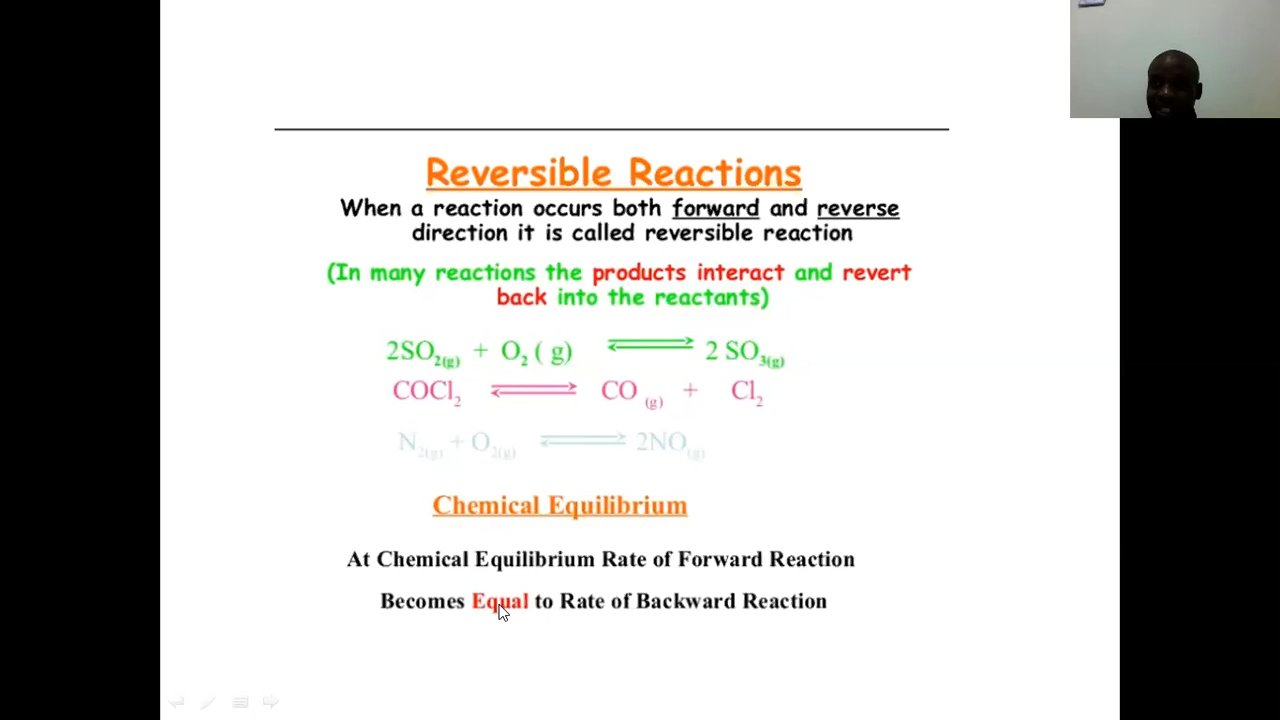 Reversible Reactions
When a reaction occurs both forward and reverse
direction it is called reversible reaction
(In many reactions the products interact and revert
back into the reactants)
2SO₂(g) + O₂ ( g) ⇌ 2 SO₃(g)
COCl₂ ⇌ CO (g) + Cl₂
N₂(g) + O₂(g) ⇌ 2NO(g)
Chemical Equilibrium
At Chemical Equilibrium Rate of Forward Reaction
Becomes Equal to Rate of Backward Reaction